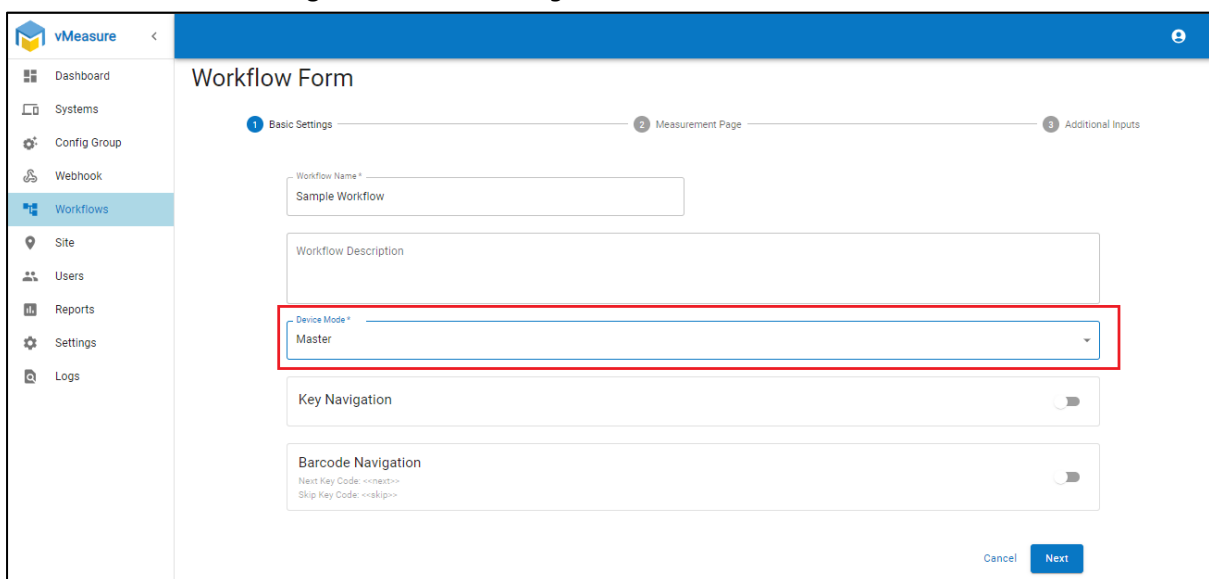 vMeasure
Dashboard
Systems
Config Group
Webhook
Workflows
Site
Users
Reports
Settings
Logs
Workflow Form
1 Basic Settings
2 Measurement Page
3 Additional Inputs
Workflow Name *
Sample Workflow
Workflow Description
Device Mode *
Master
Key Navigation
Barcode Navigation
Next Key Code: <<next>>
Skip Key Code: <<skip>>
Cancel
Next